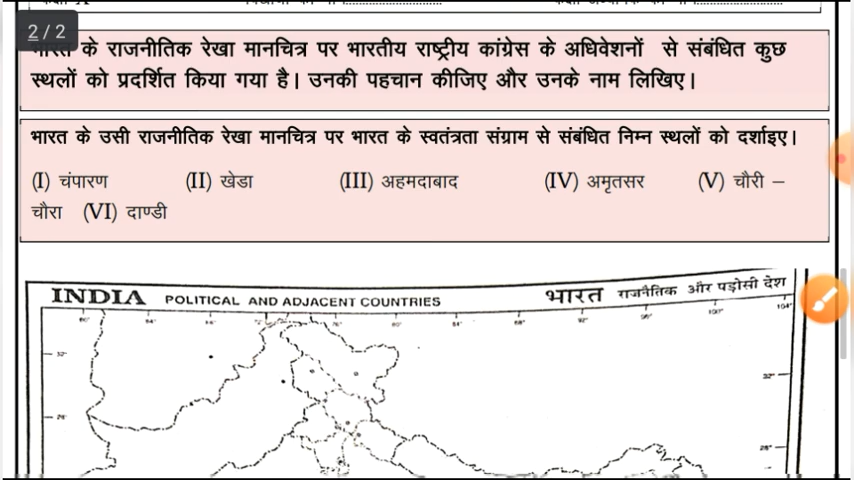 2 / 2
भारत के राजनीतिक रेखा मानचित्र पर भारतीय राष्ट्रीय कांग्रेस के अधिवेशनों से संबंधित कुछ
स्थलों को प्रदर्शित किया गया है। उनकी पहचान कीजिए और उनके नाम लिखिए।
भारत के उसी राजनीतिक रेखा मानचित्र पर भारत के स्वतंत्रता संग्राम से संबंधित निम्न स्थलों को दर्शाइए।
(I) चंपारण (II) खेडा (III) अहमदाबाद (IV) अमृतसर (V) चौरी –
चौरा (VI) दाण्डी
INDIA POLITICAL AND ADJACENT COUNTRIES भारत राजनैतिक और पड़ोसी देश